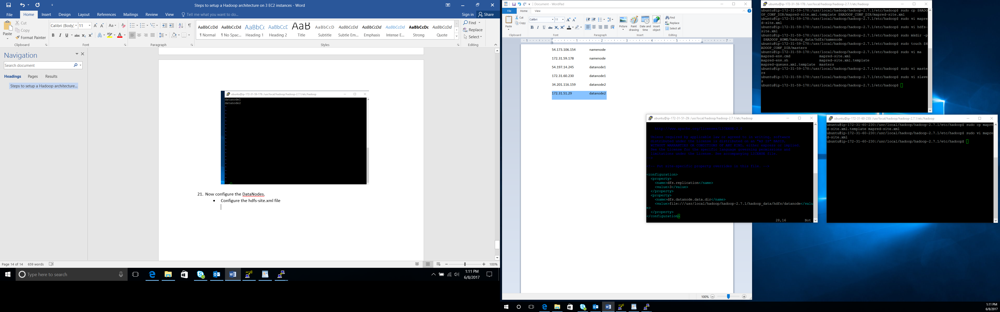 Steps to setup a Hadoop architecture on 3 EC2 instances - Word
File Home Insert Design Layout References Mailings Review View Tell me what you want to do... Sign in Share
Paste
Cut
Copy
Format Painter
Clipboard
Calibri (Body) 11
Font
Paragraph
AaBbCcDd AaBbCcDd AaBbCc AaBbCcD AaB AaBbCcD AaBbCcDd AaBbCcDd AaBbCcDd AaBbCcDc AaBbCcDd
¶ Normal ¶ No Spac... Heading 1 Heading 2 Title Subtitle Subtle Em... Emphasis Intense E... Strong Quote
Styles
Find
Replace
Select
Editing
Navigation
Search document
Headings Pages Results
Steps to setup a Hadoop architecture...
ubuntu@ip-172-31-59-178: /usr/local/hadoop/hadoop-2.7.1/etc/hadoop
datanode1
datanode2
21. Now configure the DataNodes.
• Configure the hdfs-site.xml file
Page 14 of 14 659 words 100%
Type here to search
1:11 PM
6/8/2017
Document - WordPad
File Home View
Paste
Cut
Copy
Clipboard
Calibri 11
Font
Paragraph
Picture
Paint drawing
Date and time
Insert object
Insert
Find
Replace
Select all
Editing
1 1 2 3 4 5 7
54.173.106.154 namenode
172.31.59.178 namenode
54.197.14.245 datanode1
172.31.60.230 datanode1
34.201.116.159 datanode2
172.31.51.29 datanode2
100%
ubuntu@ip-172-31-59-178: /usr/local/hadoop/hadoop-2.7.1/etc/hadoop
ubuntu@ip-172-31-59-178:/usr/local/hadoop/hadoop-2.7.1/etc/hadoop$ sudo cp $HADO
OP_CONF_DIR/mapred-site.xml.template $HADOOP_CONF_DIR/mapred-site.xml
ubuntu@ip-172-31-59-178:/usr/local/hadoop/hadoop-2.7.1/etc/hadoop$ sudo vi mapre
d-site.xml
ubuntu@ip-172-31-59-178:/usr/local/hadoop/hadoop-2.7.1/etc/hadoop$ sudo vi hdfs-
site.xml
ubuntu@ip-172-31-59-178:/usr/local/hadoop/hadoop-2.7.1/etc/hadoop$ sudo mkdir -p
$HADOOP_HOME/hadoop_data/hdfs/namenode
ubuntu@ip-172-31-59-178:/usr/local/hadoop/hadoop-2.7.1/etc/hadoop$ sudo touch $H
ADOOP_CONF_DIR/masters
ubuntu@ip-172-31-59-178:/usr/local/hadoop/hadoop-2.7.1/etc/hadoop$ sudo vi ma
mapred-env.cmd mapred-site.xml
mapred-env.sh mapred-site.xml.template
mapred-queues.xml.template masters
ubuntu@ip-172-31-59-178:/usr/local/hadoop/hadoop-2.7.1/etc/hadoop$ sudo vi maste
rs
ubuntu@ip-172-31-59-178:/usr/local/hadoop/hadoop-2.7.1/etc/hadoop$ sudo vi slave
s
ubuntu@ip-172-31-59-178:/usr/local/hadoop/hadoop-2.7.1/etc/hadoop$
ubuntu@ip-172-31-51-29: /usr/local/hadoop/hadoop-2.7.1/etc/hadoop
http://www.apache.org/licenses/LICENSE-2.0
Unless required by applicable law or agreed to in writing, software
distributed under the License is distributed on an "AS IS" BASIS,
WITHOUT WARRANTIES OR CONDITIONS OF ANY KIND, either express or implied.
See the License for the specific language governing permissions and
limitations under the License. See accompanying LICENSE file.
-->
<!-- Put site-specific property overrides in this file. -->
<configuration>
<property>
<name>dfs.replication</name>
<value>3</value>
</property>
<property>
<name>dfs.datanode.data.dir</name>
<value>file:///usr/local/hadoop/hadoop-2.7.1/hadoop_data/hdfs/datanode</valu
e>
</property>
</configuration>
28,16 Bot
ubuntu@ip-172-31-60-230: /usr/local/hadoop/hadoop-2.7.1/etc/hadoop
ubuntu@ip-172-31-60-230:/usr/local/hadoop/hadoop-2.7.1/etc/hadoop$ sudo cp mapre
d-site.xml.template mapred-site.xml
ubuntu@ip-172-31-60-230:/usr/local/hadoop/hadoop-2.7.1/etc/hadoop$ sudo vi mapre
d-site.xml
ubuntu@ip-172-31-60-230:/usr/local/hadoop/hadoop-2.7.1/etc/hadoop$
1:11 PM
6/8/2017